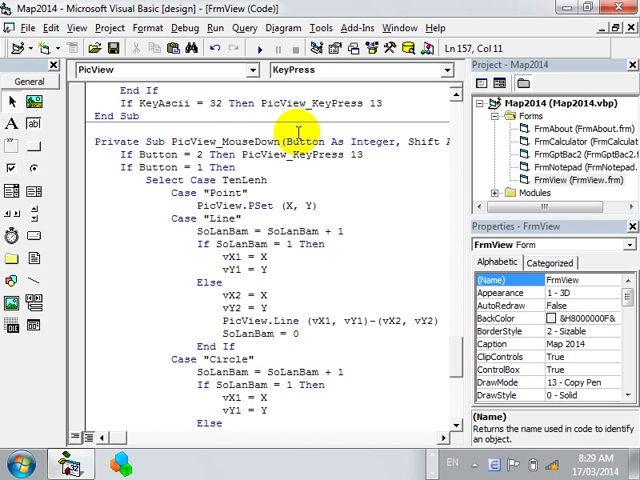 Map2014 - Microsoft Visual Basic [design] - [FrmView (Code)]
File Edit View Project Format Debug Run Query Diagram Tools Add-Ins Window Help
Ln 157, Col 11
PicView
KeyPress
General
End If
If KeyAscii = 32 Then PicView_KeyPress 13
End Sub
Private Sub PicView_MouseDown(Button As Integer, Shift A
If Button = 2 Then PicView_KeyPress 13
If Button = 1 Then
Select Case TenLenh
Case "Point"
PicView.PSet (X, Y)
Case "Line"
SoLanBam = SoLanBam + 1
If SoLanBam = 1 Then
vX1 = X
vY1 = Y
Else
vX2 = X
vY2 = Y
PicView.Line (vX1, vY1)-(vX2, vY2)
SoLanBam = 0
End If
Case "Circle"
SoLanBam = SoLanBam + 1
If SoLanBam = 1 Then
vX1 = X
vY1 = Y
Else
Project - Map2014
Map2014 (Map2014.vbp)
Forms
FrmAbout (FrmAbout.frm)
FrmCalculator (FrmCalculat
FrmGptBac2 (FrmGptBac2.f
FrmNotepad (FrmNotepad.f
FrmView (FrmView.frm)
Modules
Properties - FrmView
FrmView Form
Alphabetic Categorized
(Name) FrmView
Appearance 1 - 3D
AutoRedraw False
BackColor &H8000000F&
BorderStyle 2 - Sizable
Caption Map 2014
ClipControls True
ControlBox True
DrawMode 13 - Copy Pen
DrawStyle 0 - Solid
(Name)
Returns the name used in code to identify
an object.
EN
8:29 AM
17/03/2014